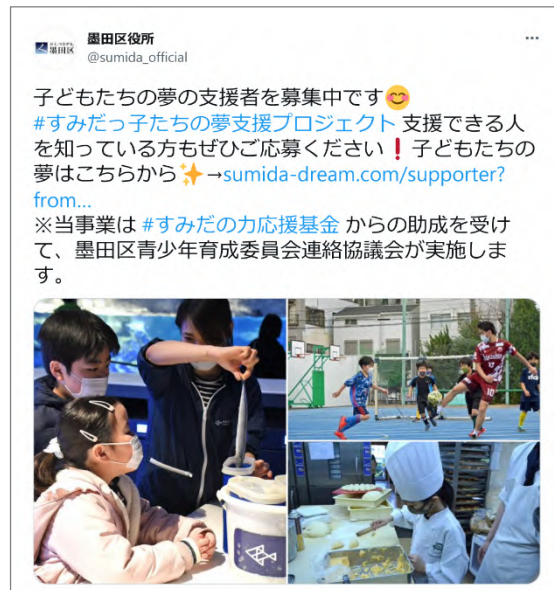 墨田区役所
墨田区
@sumida_official
子どもたちの夢の支援者を募集中です😊
#すみだっ子たちの夢支援プロジェクト 支援できる人
を知っている方もぜひご応募ください❗子どもたちの
夢はこちらから✨→sumida-dream.com/supporter?
from...
※当事業は #すみだの力応援基金 からの助成を受け
て、墨田区青少年育成委員会連絡協議会が実施しま
す。